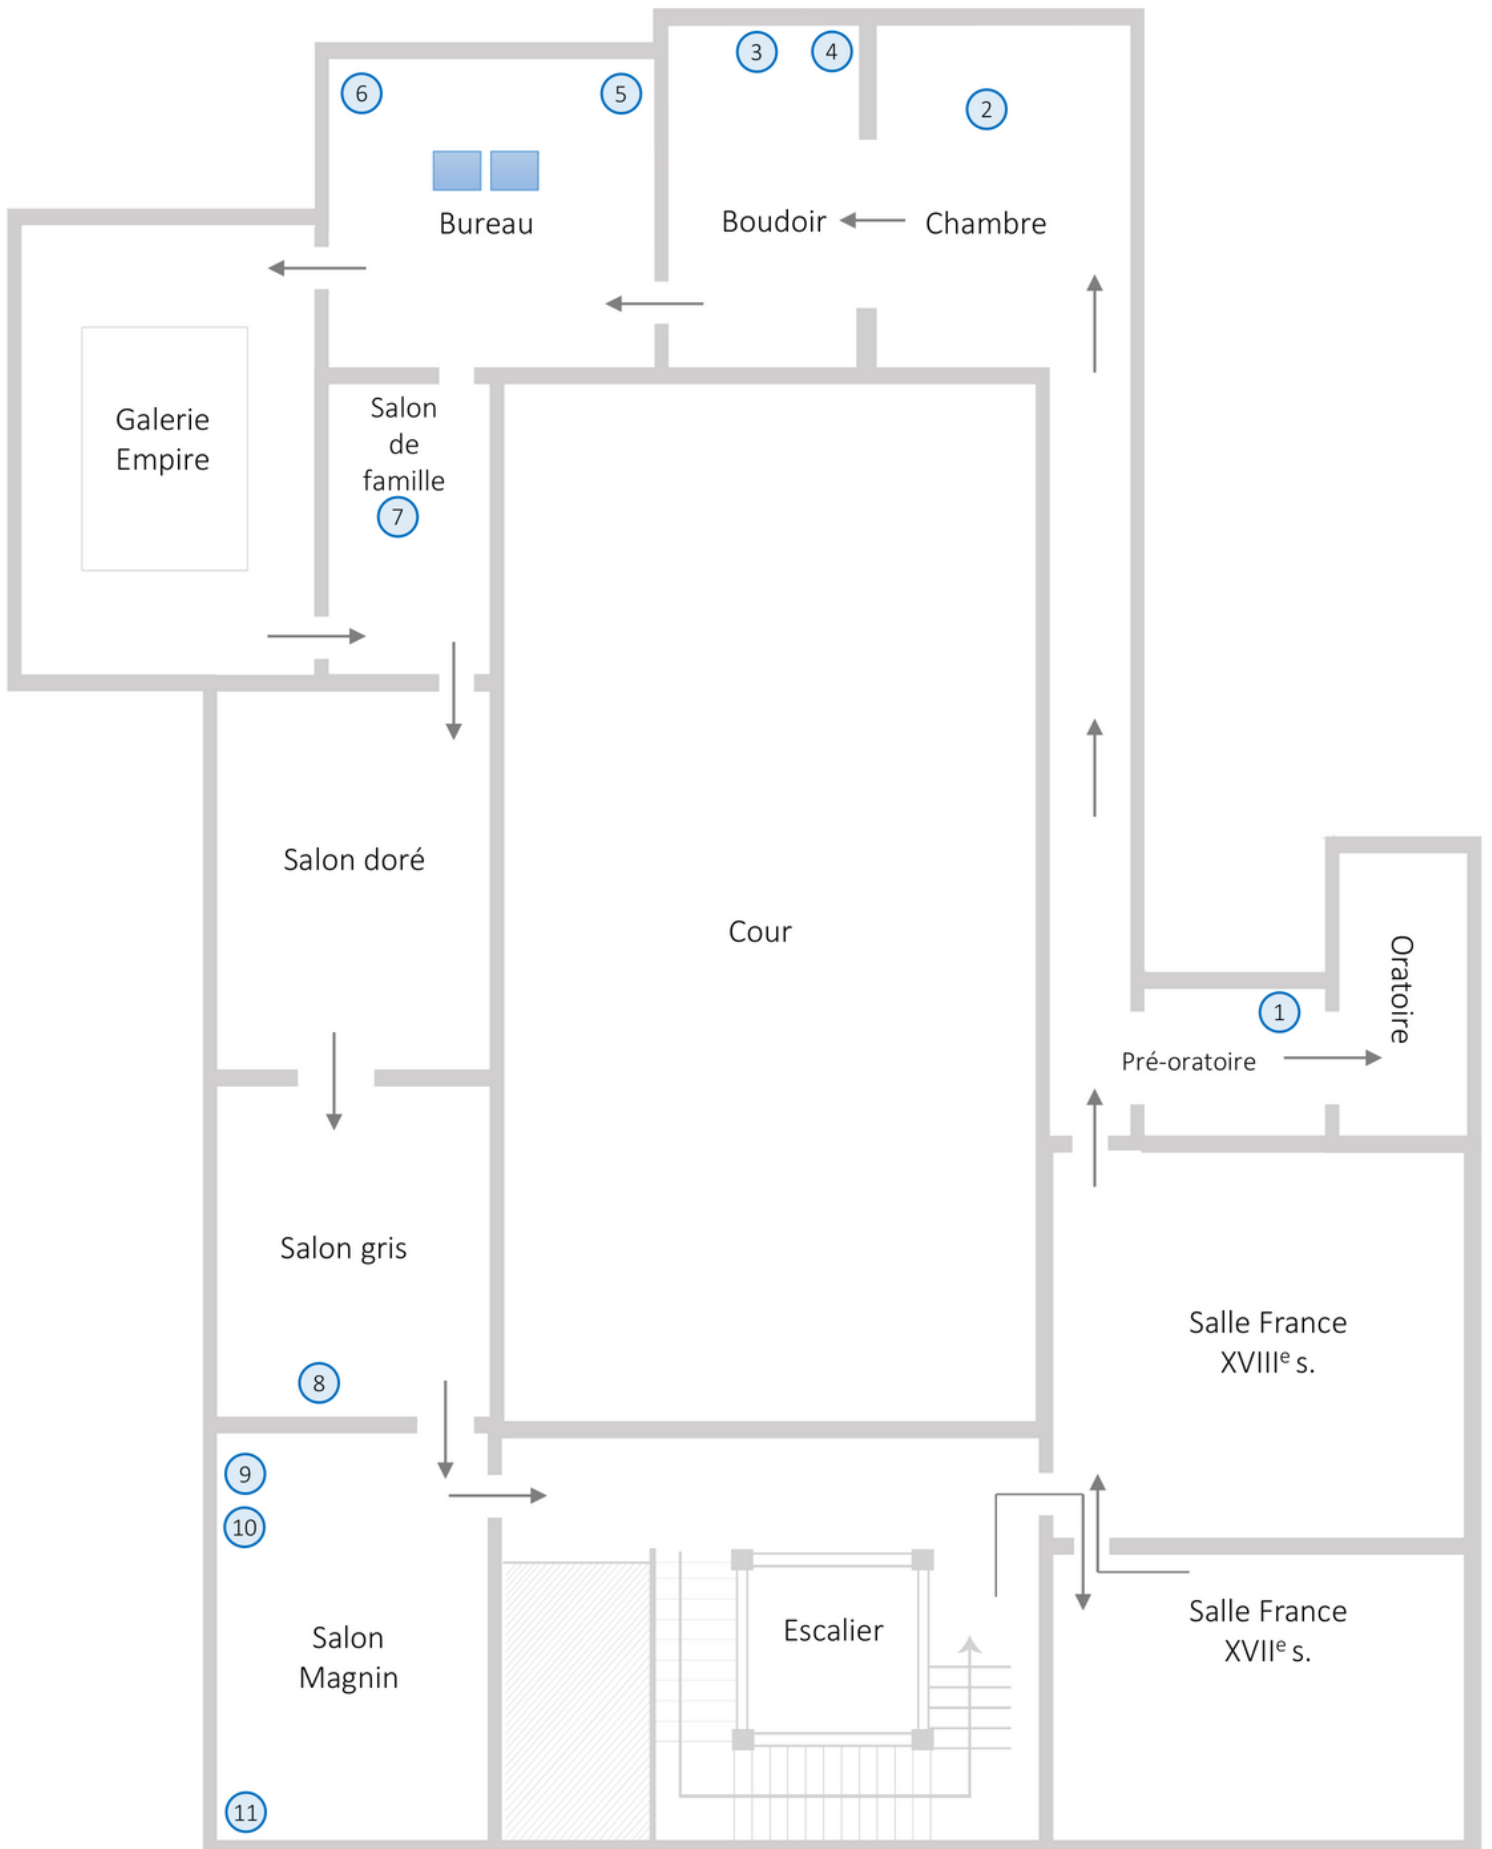 3
4
6
5
2
Bureau
Boudoir
Chambre
Galerie
Empire
Salon
de
famille
7
Salon doré
Cour
Oratoire
1
Pré-oratoire
Salon gris
Salle France
XVIIIe s.
8
9
10
Escalier
Salle France
XVIIe s.
Salon
Magnin
11